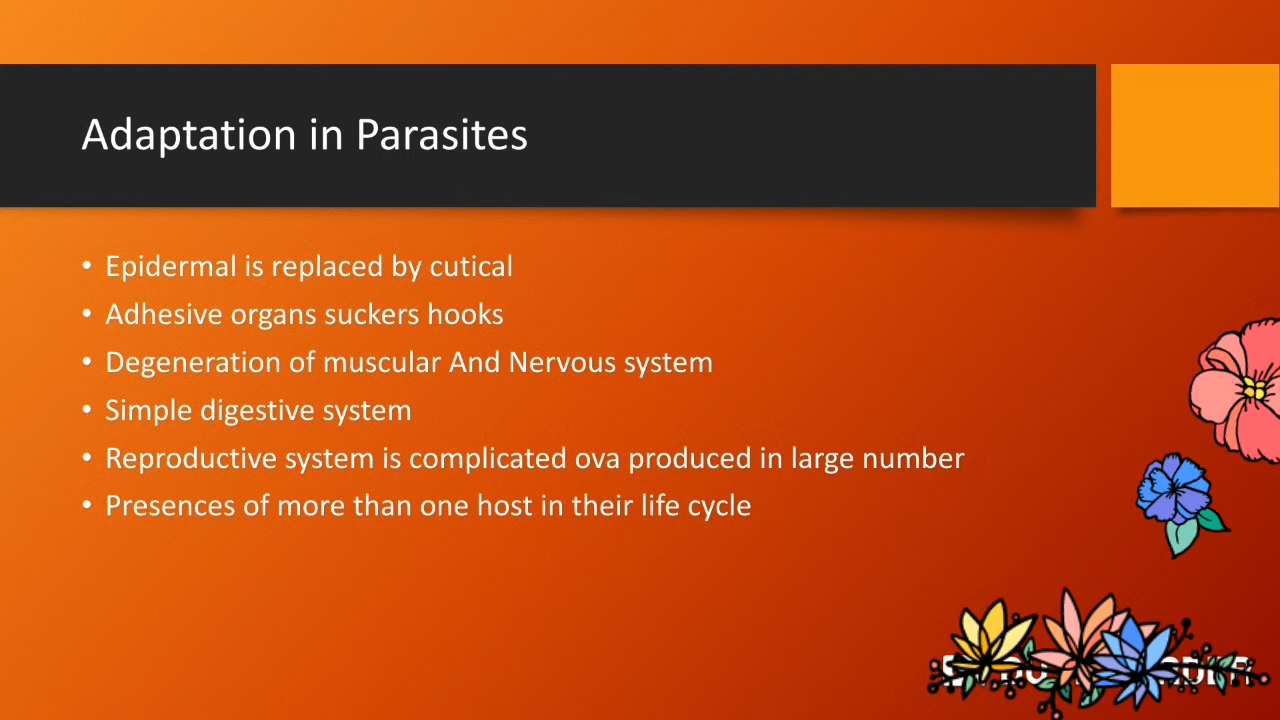 Adaptation in Parasites
• Epidermal is replaced by cutical
• Adhesive organs suckers hooks
• Degeneration of muscular And Nervous system
• Simple digestive system
• Reproductive system is complicated ova produced in large number
• Presences of more than one host in their life cycle